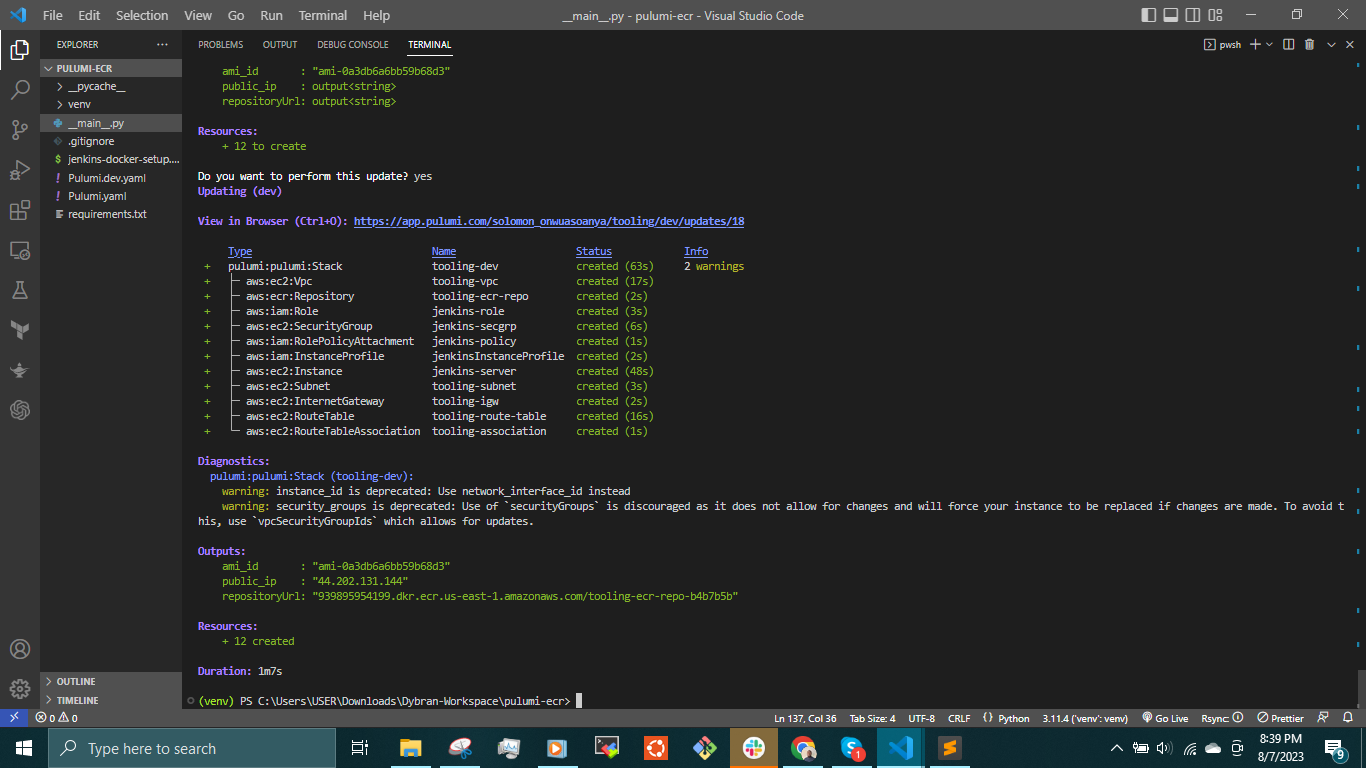 File Edit Selection View Go Run Terminal Help __main__.py - pulumi-ecr - Visual Studio Code
EXPLORER ···
PULUMI-ECR
__pycache__
venv
__main__.py
.gitignore
$ jenkins-docker-setup....
! Pulumi.dev.yaml
! Pulumi.yaml
requirements.txt
OUTLINE
TIMELINE
PROBLEMS OUTPUT DEBUG CONSOLE TERMINAL pwsh
ami_id : "ami-0a3db6a6bb59b68d3"
public_ip : output<string>
repositoryUrl: output<string>
Resources:
+ 12 to create
Do you want to perform this update? yes
Updating (dev)
View in Browser (Ctrl+O): https://app.pulumi.com/solomon_onwuasoanya/tooling/dev/updates/18
Type Name Status Info
+ pulumi:pulumi:Stack tooling-dev created (63s) 2 warnings
+ ├─ aws:ec2:Vpc tooling-vpc created (17s)
+ ├─ aws:ecr:Repository tooling-ecr-repo created (2s)
+ ├─ aws:iam:Role jenkins-role created (3s)
+ ├─ aws:ec2:SecurityGroup jenkins-secgrp created (6s)
+ ├─ aws:iam:RolePolicyAttachment jenkins-policy created (1s)
+ ├─ aws:iam:InstanceProfile jenkinsInstanceProfile created (2s)
+ ├─ aws:ec2:Instance jenkins-server created (48s)
+ ├─ aws:ec2:Subnet tooling-subnet created (3s)
+ ├─ aws:ec2:InternetGateway tooling-igw created (2s)
+ ├─ aws:ec2:RouteTable tooling-route-table created (16s)
+ └─ aws:ec2:RouteTableAssociation tooling-association created (1s)
Diagnostics:
pulumi:pulumi:Stack (tooling-dev):
warning: instance_id is deprecated: Use network_interface_id instead
warning: security_groups is deprecated: Use of `securityGroups` is discouraged as it does not allow for changes and will force your instance to be replaced if changes are made. To avoid t
his, use `vpcSecurityGroupIds` which allows for updates.
Outputs:
ami_id : "ami-0a3db6a6bb59b68d3"
public_ip : "44.202.131.144"
repositoryUrl: "939895954199.dkr.ecr.us-east-1.amazonaws.com/tooling-ecr-repo-b4b7b5b"
Resources:
+ 12 created
Duration: 1m7s
(venv) PS C:\Users\USER\Downloads\Dybran-Workspace\pulumi-ecr>
0 0 Ln 137, Col 36 Tab Size: 4 UTF-8 CRLF Python 3.11.4 ('venv': venv) Go Live Rsync: Prettier
Type here to search
1
8:39 PM
8/7/2023
9